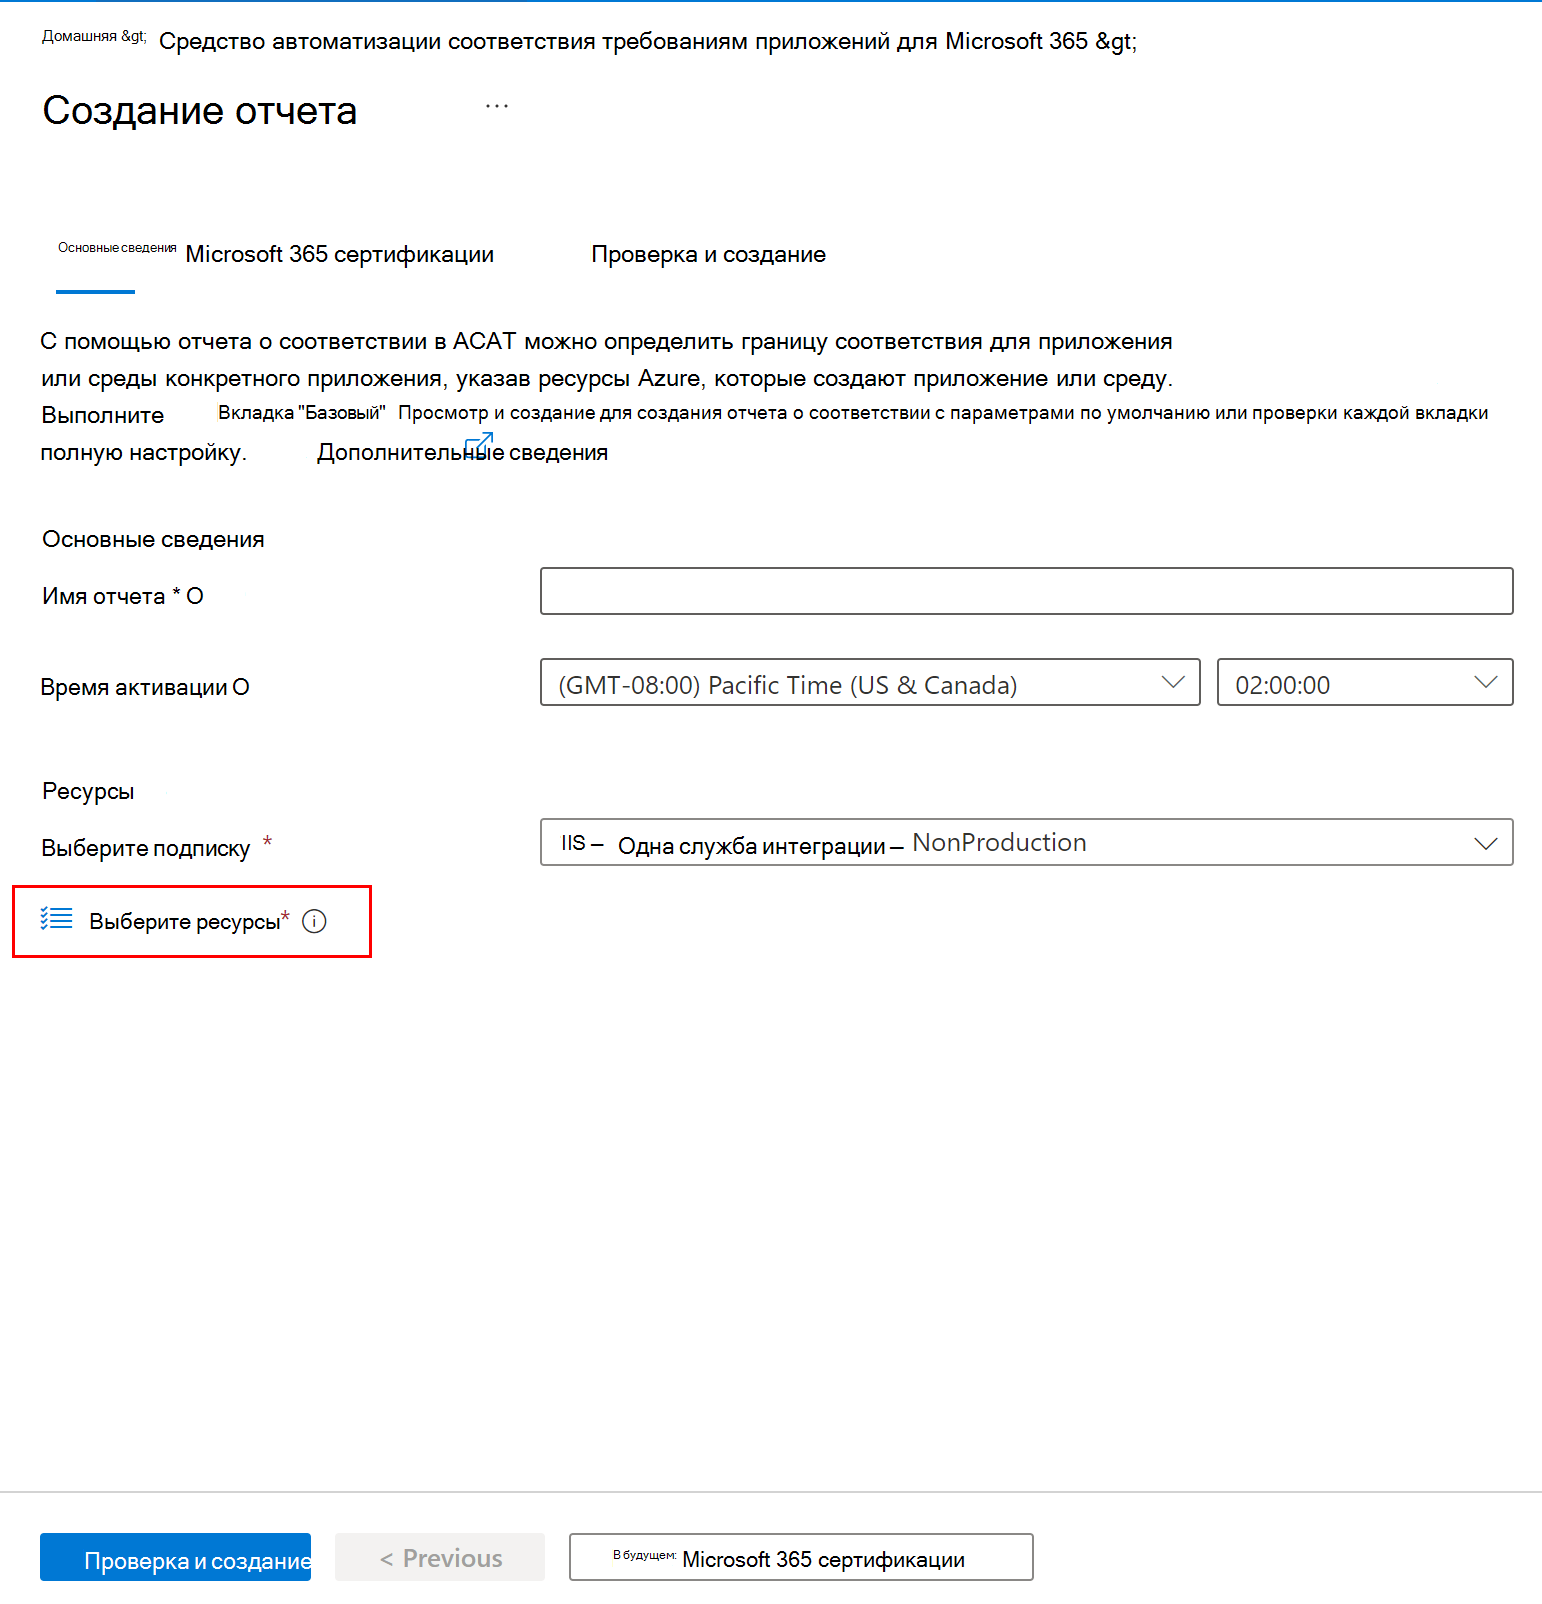 Домашняя &gt; Средство автоматизации соответствия требованиям приложений для Microsoft 365 &gt;
Создание отчета ...
Основные сведения Microsoft 365 сертификации Проверка и создание
С помощью отчета о соответствии в ACAT можно определить границу соответствия для приложения
или среды конкретного приложения, указав ресурсы Azure, которые создают приложение или среду.
Выполните Вкладка "Базовый" Просмотр и создание для создания отчета о соответствии с параметрами по умолчанию или проверки каждой вкладки
полную настройку. Дополнительные сведения
Основные сведения
Имя отчета * О
Время активации О (GMT-08:00) Pacific Time (US & Canada) 02:00:00
Ресурсы
Выберите подписку * IIS – Одна служба интеграции – NonProduction
Выберите ресурсы*
Проверка и создание < Previous В будущем: Microsoft 365 сертификации